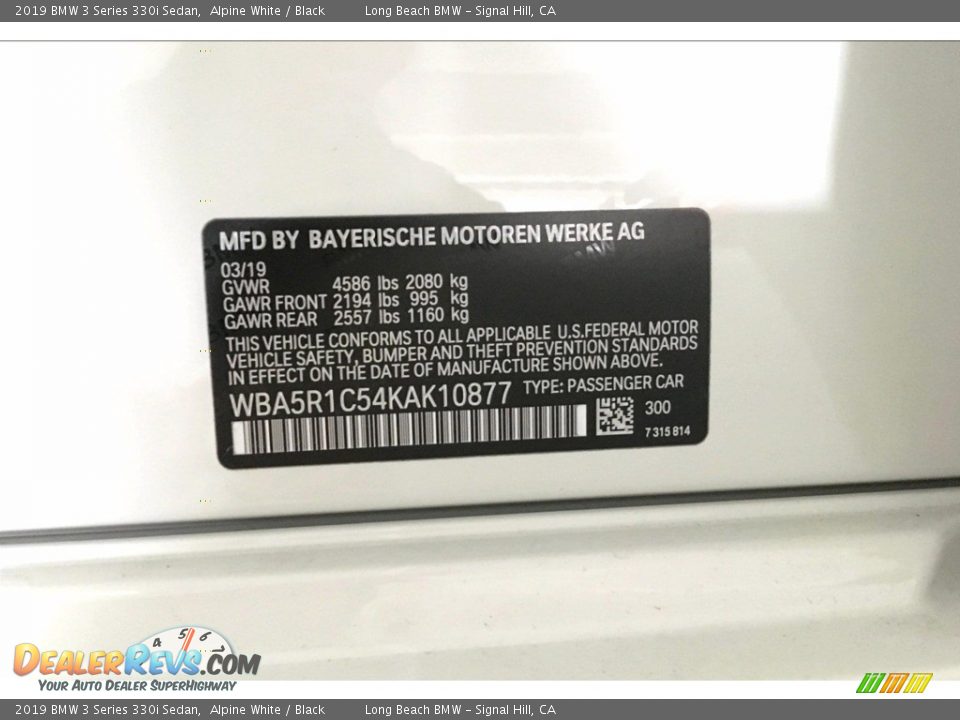 2019 BMW 3 Series 330i Sedan, Alpine White / Black Long Beach BMW - Signal Hill, CA
MFD BY BAYERISCHE MOTOREN WERKE AG
03/19
GVWR 4586 lbs 2080 kg
GAWR FRONT 2194 lbs 995 kg
GAWR REAR 2557 lbs 1160 kg
THIS VEHICLE CONFORMS TO ALL APPLICABLE U.S.FEDERAL MOTOR
VEHICLE SAFETY, BUMPER AND THEFT PREVENTION STANDARDS
IN EFFECT ON THE DATE OF MANUFACTURE SHOWN ABOVE.
WBA5R1C54KAK10877 TYPE: PASSENGER CAR
300
7 315 814
4 5 6
DEALERREVS.COM
YOUR AUTO DEALER SUPERHIGHWAY
2019 BMW 3 Series 330i Sedan, Alpine White / Black Long Beach BMW - Signal Hill, CA